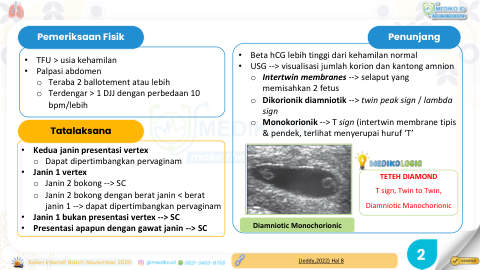 MEDIKO.ID
Pemeriksaan Fisik
• TFU > usia kehamilan
• Palpasi abdomen
o Teraba 2 ballotement atau lebih
o Terdengar > 1 DJJ dengan perbedaan 10
bpm/lebih
Tatalaksana
• Kedua janin presentasi vertex
o Dapat dipertimbangkan pervaginam
• Janin 1 vertex
o Janin 2 bokong --> SC
o Janin 2 bokong dengan berat janin < berat
janin 1 --> dapat dipertimbangkan pervaginam
• Janin 1 bukan presentasi vertex --> SC
• Presentasi apapun dengan gawat janin --> SC
Penunjang
• Beta hCG lebih tinggi dari kehamilan normal
• USG --> visualisasi jumlah korion dan kantong amnion
o Intertwin membranes --> selaput yang
memisahkan 2 fetus
o Dikorionik diamniotik --> twin peak sign / lambda
sign
o Monokorionik --> T sign (intertwin membrane tipis
& pendek, terlihat menyerupai huruf 'T'
Diamniotic Monochorionic
MEDIKOLOGIC
TETEH DIAMOND
T sign, Twin to Twin,
Diamniotic Monochorionic
(Jeddy,2022) Hal 8
2